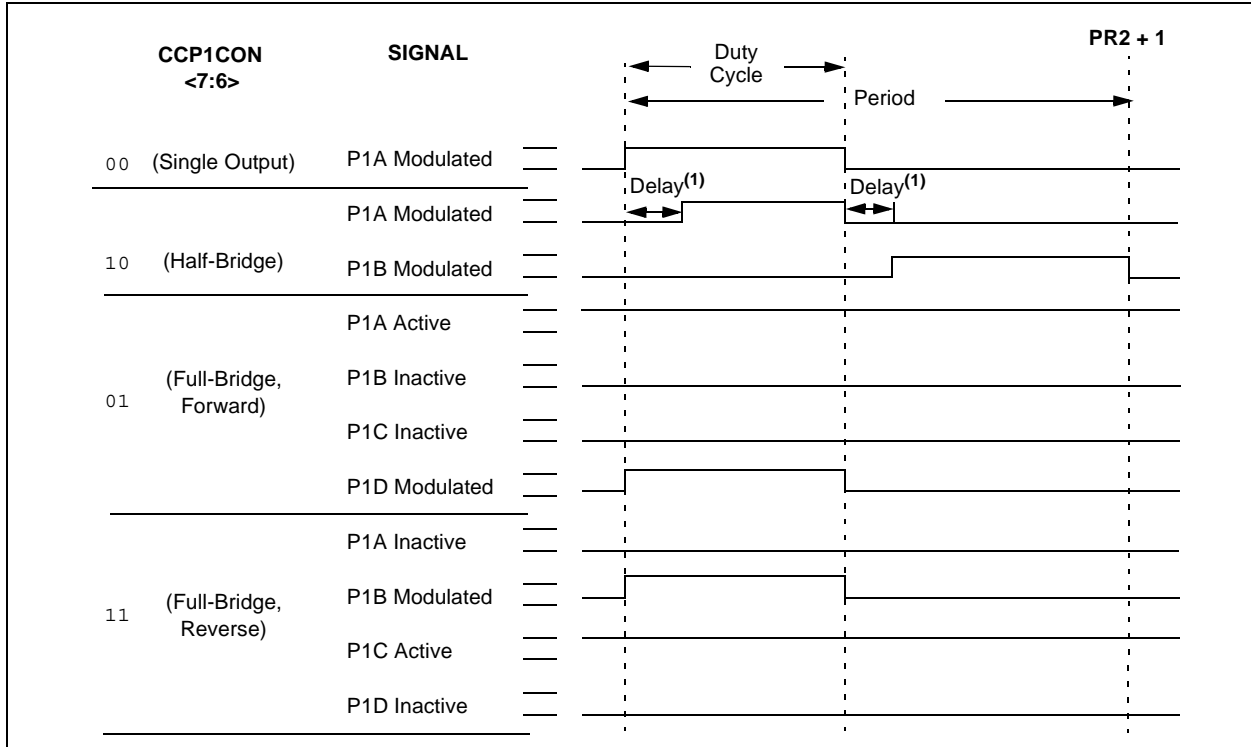 CCP1CON
<7:6>
SIGNAL
Duty
Cycle
PR2 + 1
Period
00 (Single Output) P1A Modulated
Delay(1) Delay(1)
P1A Modulated
10 (Half-Bridge) P1B Modulated
P1A Active
01 (Full-Bridge,
Forward)
P1B Inactive
P1C Inactive
P1D Modulated
P1A Inactive
11 (Full-Bridge,
Reverse)
P1B Modulated
P1C Active
P1D Inactive